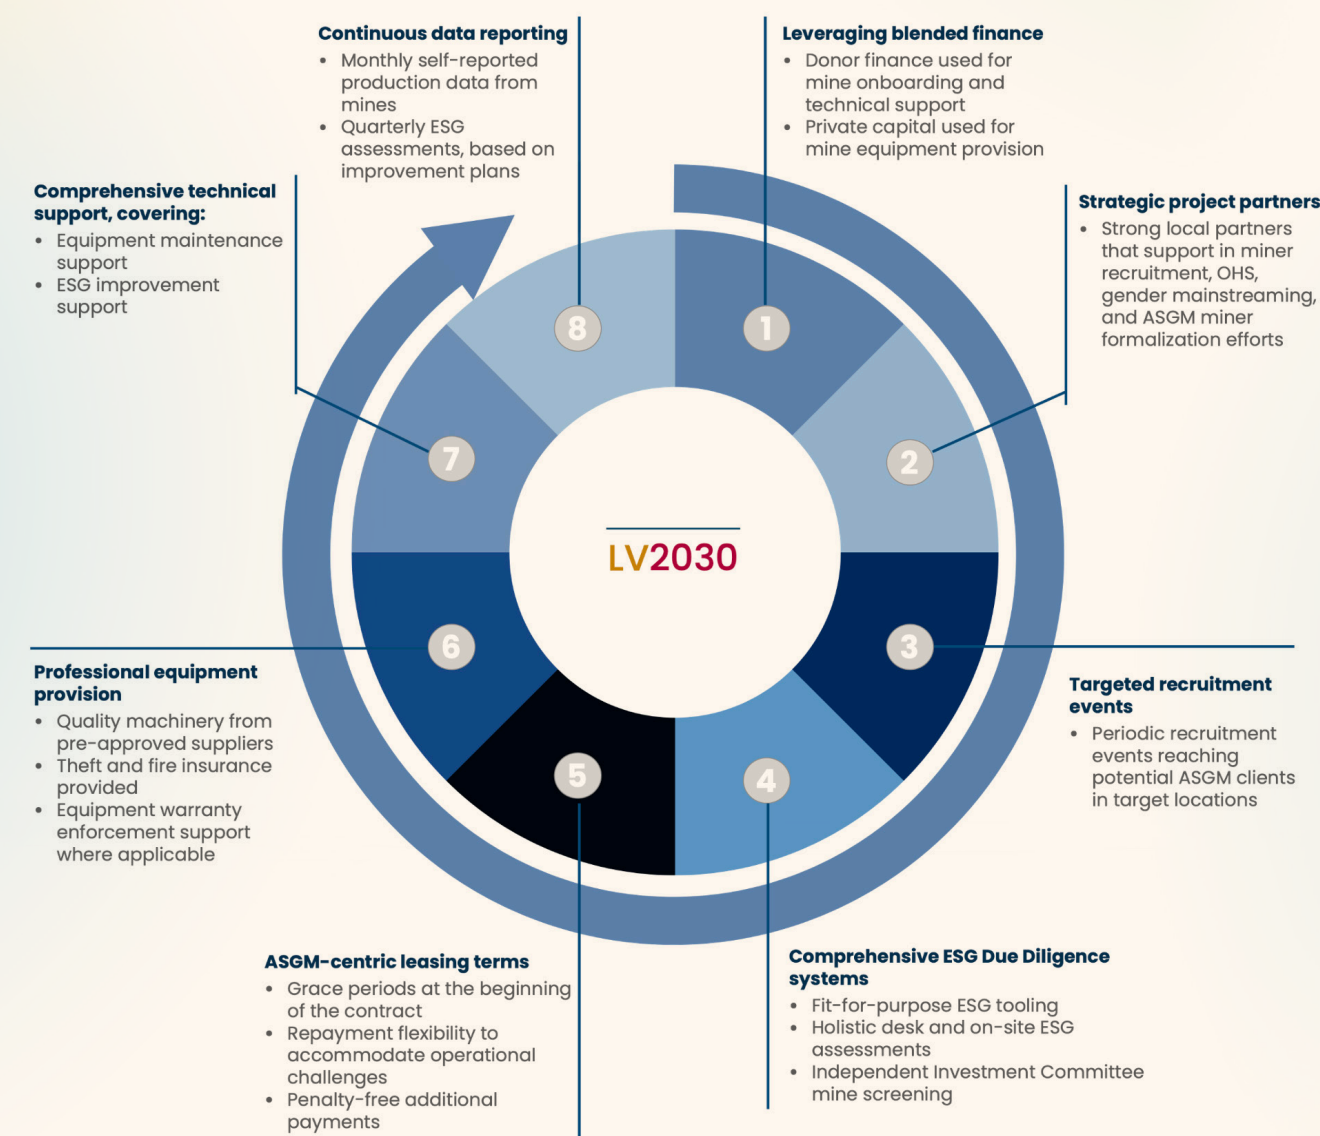 Leveraging blended finance
• Donor finance used for
mine onboarding and
technical support
• Private capital used for
mine equipment provision
1
Strategic project partners
• Strong local partners
that support in miner
recruitment, OHS,
gender mainstreaming,
and ASGM miner
formalization efforts
2
Targeted recruitment
events
• Periodic recruitment
events reaching
potential ASGM clients
in target locations
3
Comprehensive ESG Due Diligence
systems
• Fit-for-purpose ESG tooling
• Holistic desk and on-site ESG
assessments
• Independent Investment Committee
mine screening
4
ASGM-centric leasing terms
• Grace periods at the beginning
of the contract
• Repayment flexibility to
accommodate operational
challenges
• Penalty-free additional
payments
5
Professional equipment
provision
• Quality machinery from
pre-approved suppliers
• Theft and fire insurance
provided
• Equipment warranty
enforcement support
where applicable
6
Comprehensive technical
support, covering:
• Equipment maintenance
support
• ESG improvement
support
7
Continuous data reporting
• Monthly self-reported
production data from
mines
• Quarterly ESG
assessments, based on
improvement plans
8
LV2030